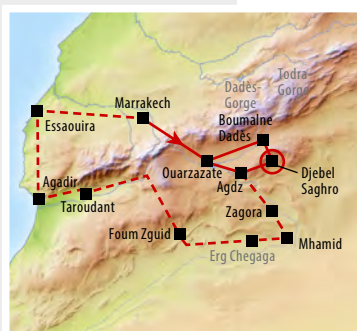 Dadès-
Gorge
Todra
Gorge
Marrakech
Boumalne
Dadès
Essaouira
Ouarzazate
Djebel
Saghro
Agdz
Agadir
Taroudant
Zagora
Foum Zguid
Mhamid
Erg Chegaga